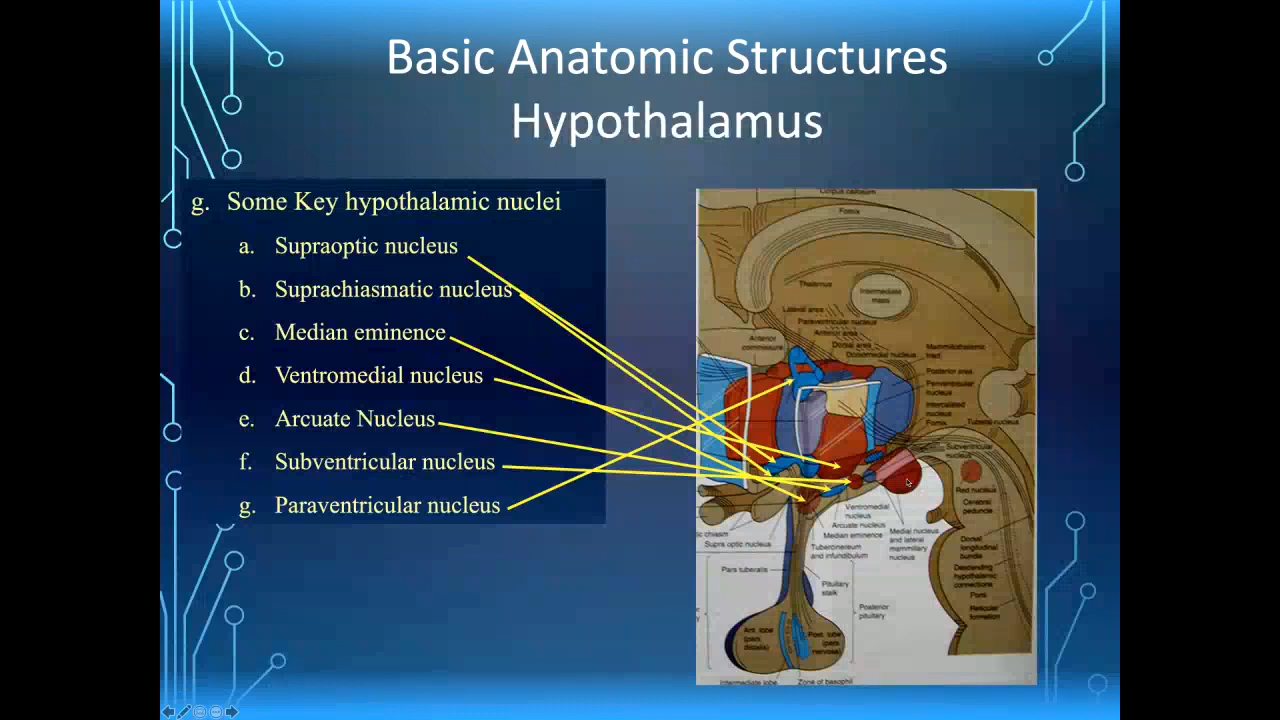 Basic Anatomic Structures
Hypothalamus
g. Some Key hypothalamic nuclei
a. Supraoptic nucleus
b. Suprachiasmatic nucleus
c. Median eminence
d. Ventromedial nucleus
e. Arcuate Nucleus
f. Subventricular nucleus
g. Paraventricular nucleus
Corpus callosum
Fornix
Thalamus
Intermediate
mass
Lateral area
Paraventricular nucleus
Anterior area
Anterior
commissure
Dorsal area
Dorsomedial nucleus
Mammillothalamic
tract
Posterior area
Periventricular
nucleus
Intercalated
nucleus
Fornix
Tuberal nucleus
Subventricular
nucleus
Red nucleus
Cerebral
peduncle
Ventromedial
nucleus
Arcuate nucleus
Median eminence
Medial nucleus
and lateral
mammillary
nucleus
chiasm
Supra optic nucleus
Tubercinereum
and infundibulum
Dorsal
longitudinal
bundle
Descending
hypothalamic
connections
Pons
Reticular
formation
Pars tuberalis
Pituitary
stalk
Posterior
pituitary
Ant. lobe
(pars
distalis)
Post. lobe
(pars
nervosa)
Intermediate lobe
Zone of basophil